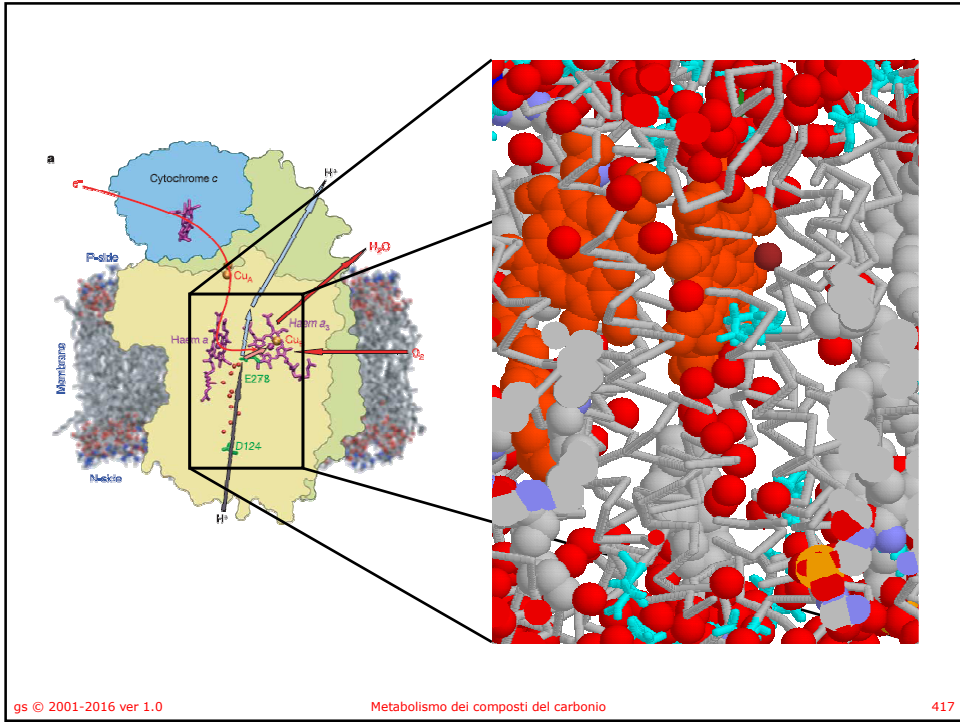 a
Cytochrome c
H+
e-
P-side
H2O
CuA
Haem a3
Haem a
CuB
O2
Membrane
E278
D124
N-side
H+
gs © 2001-2016 ver 1.0
Metabolismo dei composti del carbonio
417